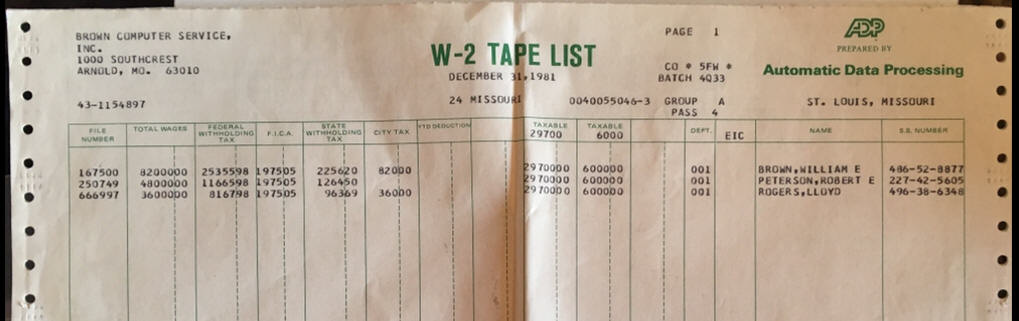 BROWN COMPUTER SERVICE,
INC.
1000 SOUTHCREST
ARNOLD, MO. 63010
43-1154897
W-2 TAPE LIST
DECEMBER 31,1981
24 MISSOURI 0040055046-3
PAGE 1
CO * 5FW *
BATCH 4Q33
GROUP A
PASS 4
ADP
PREPARED BY
Automatic Data Processing
ST. LOUIS, MISSOURI
FILE NUMBER TOTAL WAGES FEDERAL WITHHOLDING TAX F.I.C.A. STATE WITHHOLDING TAX CITY TAX YTD DEDUCTION TAXABLE 29700 TAXABLE 6000 DEPT. EIC NAME S.S. NUMBER
167500 8200000 2535598 197505 225620 82000 2970000 600000 001 BROWN,WILLIAM E 486-52-8877
250749 4800000 1166598 197505 126450 2970000 600000 001 PETERSON,ROBERT E 227-42-5605
666997 3600000 816798 197505 96369 36000 2970000 600000 001 ROGERS,LLOYD 496-38-6348